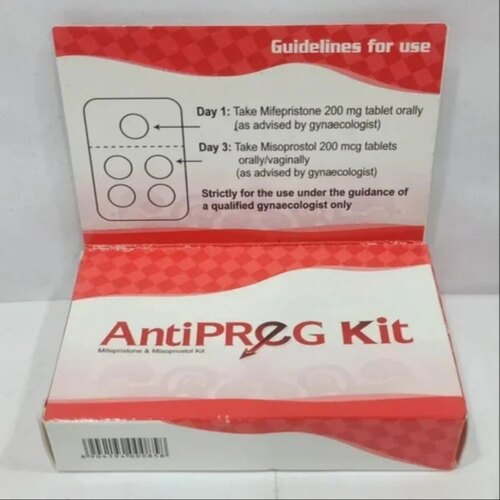 Guidelines for use
Day 1: Take Mifepristone 200 mg tablet orally
(as advised by gynaecologist)
Day 3: Take Misoprostol 200 mcg tablets
orally/vaginally
(as advised by gynaecologist)
Strictly for the use under the guidance of
a qualified gynaecologist only
AntiPREG Kit
Mifepristone & Misoprostol Kit